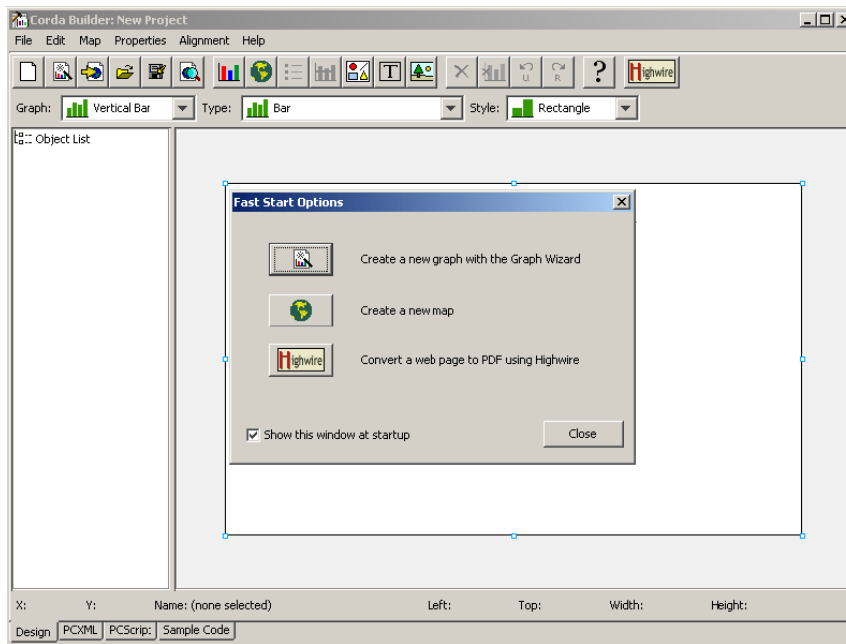 Corda Builder: New Project
File Edit Map Properties Alignment Help
T U R ? Highwire
Graph: Vertical Bar Type: Bar Style: Rectangle
Object List
Fast Start Options
Create a new graph with the Graph Wizard
Create a new map
Highwire Convert a web page to PDF using Highwire
Show this window at startup Close
X: Y: Name: (none selected) Left: Top: Width: Height:
Design PCXML PCScrip: Sample Code